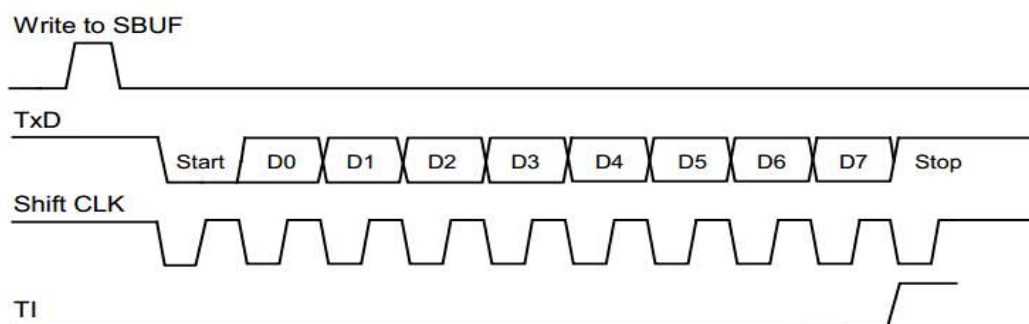 Write to SBUF
TxD
Start D0 D1 D2 D3 D4 D5 D6 D7 Stop
Shift CLK
TI